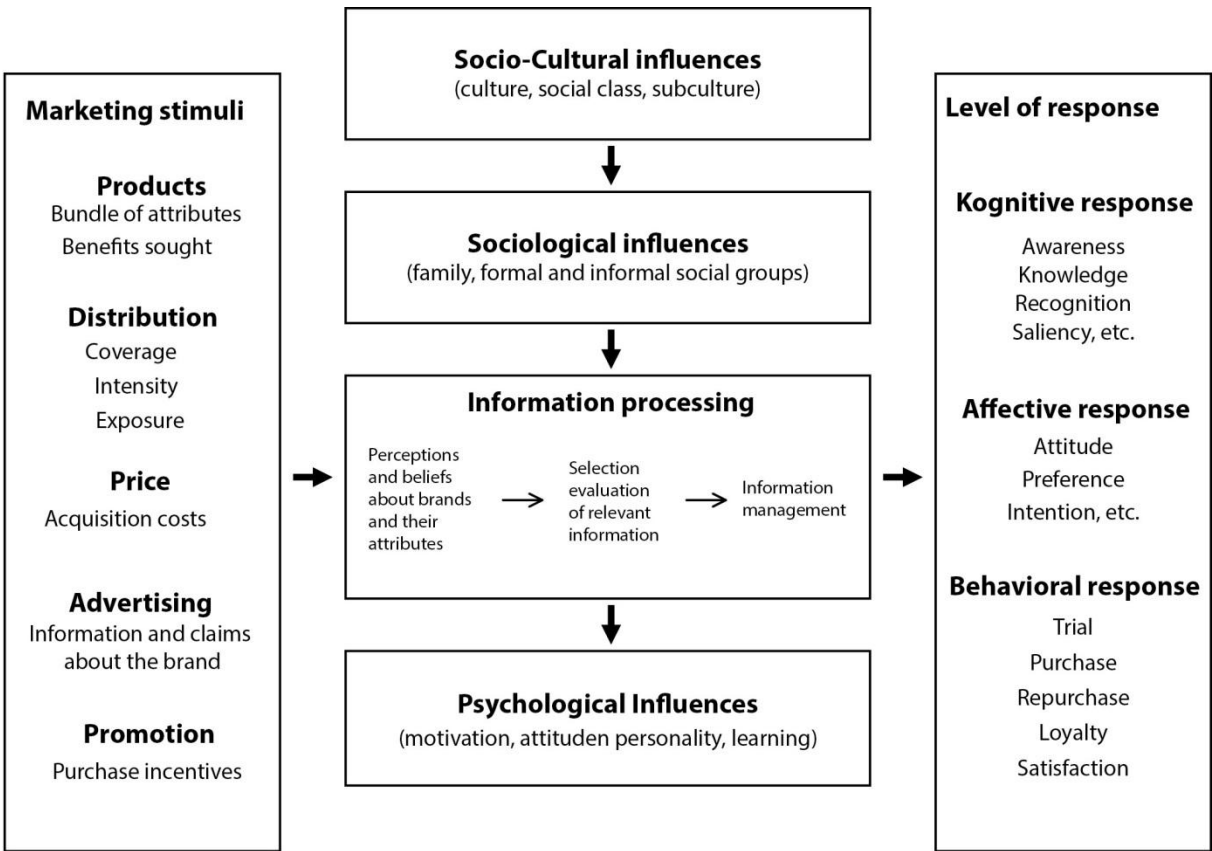 Marketing stimuli
Products
Bundle of attributes
Benefits sought
Distribution
Coverage
Intensity
Exposure
Price
Acquisition costs
Advertising
Information and claims
about the brand
Promotion
Purchase incentives
Socio-Cultural influences
(culture, social class, subculture)
Sociological influences
(family, formal and informal social groups)
Information processing
Perceptions
and beliefs
about brands
and their
attributes
Selection
evaluation
of relevant
information
Information
management
Psychological Influences
(motivation, attituden personality, learning)
Level of response
Kognitive response
Awareness
Knowledge
Recognition
Saliency, etc.
Affective response
Attitude
Preference
Intention, etc.
Behavioral response
Trial
Purchase
Repurchase
Loyalty
Satisfaction